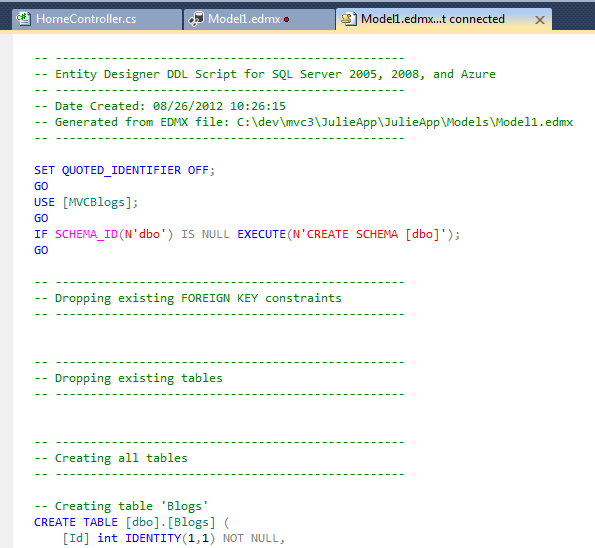 HomeController.cs Model1.edmx Model1.edmx...t connected
-- --------------------------------------------------
-- Entity Designer DDL Script for SQL Server 2005, 2008, and Azure
-- --------------------------------------------------
-- Date Created: 08/26/2012 10:26:15
-- Generated from EDMX file: C:\dev\mvc3\JulieApp\JulieApp\Models\Model1.edmx
-- --------------------------------------------------
SET QUOTED_IDENTIFIER OFF;
GO
USE [MVCBlogs];
GO
IF SCHEMA_ID(N'dbo') IS NULL EXECUTE(N'CREATE SCHEMA [dbo]');
GO
-- --------------------------------------------------
-- Dropping existing FOREIGN KEY constraints
-- --------------------------------------------------
-- --------------------------------------------------
-- Dropping existing tables
-- --------------------------------------------------
-- --------------------------------------------------
-- Creating all tables
-- --------------------------------------------------
-- Creating table 'Blogs'
CREATE TABLE [dbo].[Blogs] (
[Id] int IDENTITY(1,1) NOT NULL,